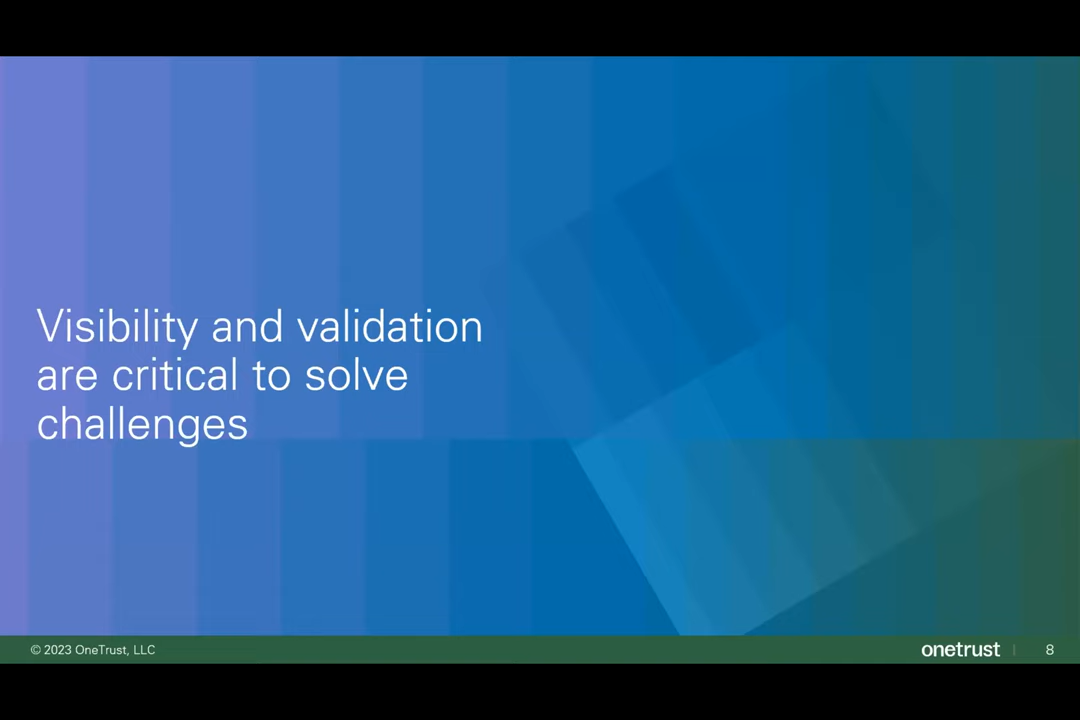 Visibility and validation
are critical to solve
challenges
© 2023 OneTrust, LLC
onetrust | 8